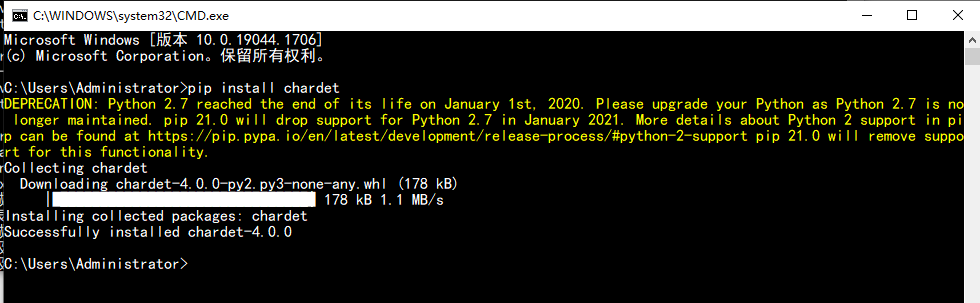 C:\WINDOWS\system32\CMD.exe
Microsoft Windows [版本 10.0.19044.1706]
(c) Microsoft Corporation。保留所有权利。
C:\Users\Administrator>pip install chardet
DEPRECATION: Python 2.7 reached the end of its life on January 1st, 2020. Please upgrade your Python as Python 2.7 is no
longer maintained. pip 21.0 will drop support for Python 2.7 in January 2021. More details about Python 2 support in pi
p can be found at https://pip.pypa.io/en/latest/development/release-process/#python-2-support pip 21.0 will remove suppo
rt for this functionality.
Collecting chardet
Downloading chardet-4.0.0-py2.py3-none-any.whl (178 kB)
| 178 kB 1.1 MB/s
Installing collected packages: chardet
Successfully installed chardet-4.0.0
C:\Users\Administrator>